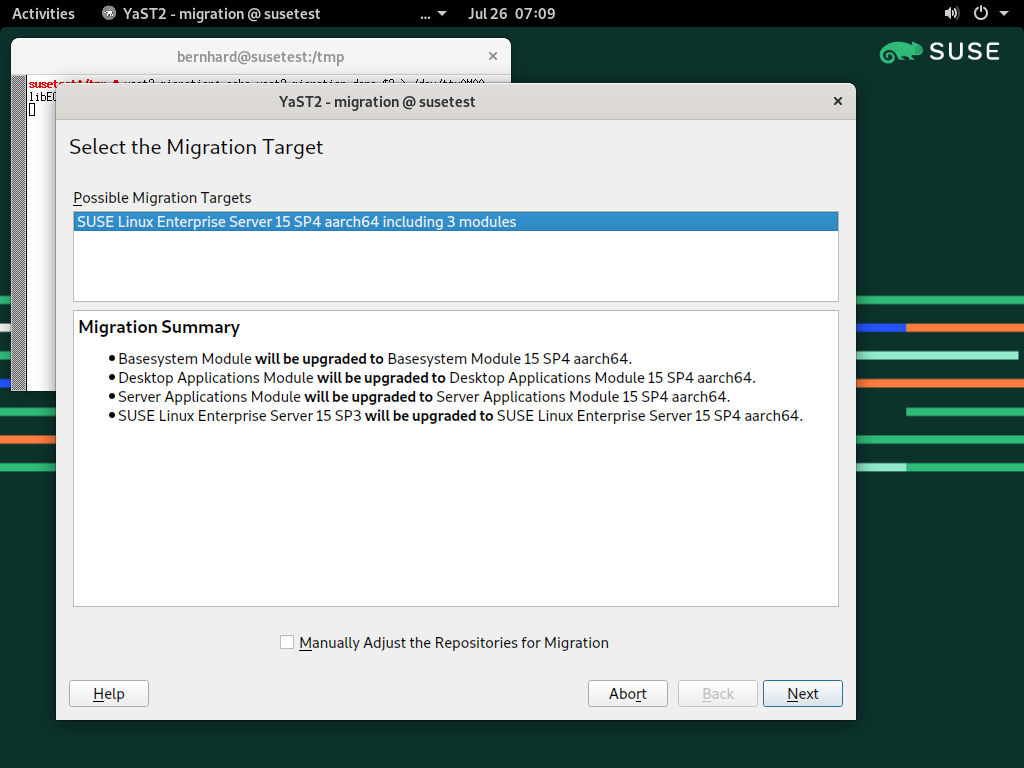 Activities YaST2 - migration @ susetest ... Jul 26 07:09
SUSE
bernhard@susetest:/tmp
libE
YaST2 - migration @ susetest
Select the Migration Target
Possible Migration Targets
SUSE Linux Enterprise Server 15 SP4 aarch64 including 3 modules
Migration Summary
• Basesystem Module will be upgraded to Basesystem Module 15 SP4 aarch64.
• Desktop Applications Module will be upgraded to Desktop Applications Module 15 SP4 aarch64.
• Server Applications Module will be upgraded to Server Applications Module 15 SP4 aarch64.
• SUSE Linux Enterprise Server 15 SP3 will be upgraded to SUSE Linux Enterprise Server 15 SP4 aarch64.
Manually Adjust the Repositories for Migration
Help Abort Back Next